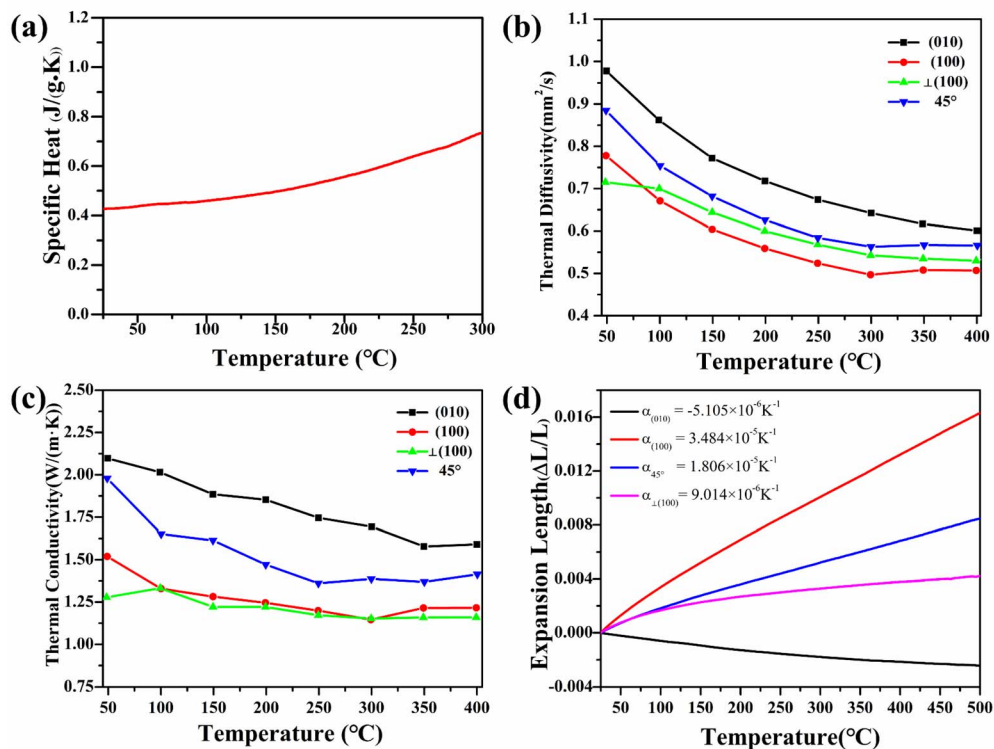 (a)
Specific Heat (J/(g·K))
1.2
1.0
0.8
0.6
0.4
0.2
0.0
50 100 150 200 250 300
Temperature (°C)
(b)
Thermal Diffusivity(mm²/s)
(010)
(100)
⊥(100)
45°
1.0
0.9
0.8
0.7
0.6
0.5
0.4
50 100 150 200 250 300 350 400
Temperature (°C)
(c)
Thermal Conductivity(W/(m·K)
(010)
(100)
⊥(100)
45°
2.50
2.25
2.00
1.75
1.50
1.25
1.00
0.75
50 100 150 200 250 300 350 400
Temperature (°C)
(d)
Expansion Length(ΔL/L)
α(010) = -5.105×10⁻⁶K⁻¹
α(100) = 3.484×10⁻⁵K⁻¹
α45° = 1.806×10⁻⁵K⁻¹
α⊥(100)= 9.014×10⁻⁶K⁻¹
0.016
0.012
0.008
0.004
0.000
-0.004
50 100 150 200 250 300 350 400 450 500
Temperature(°C)